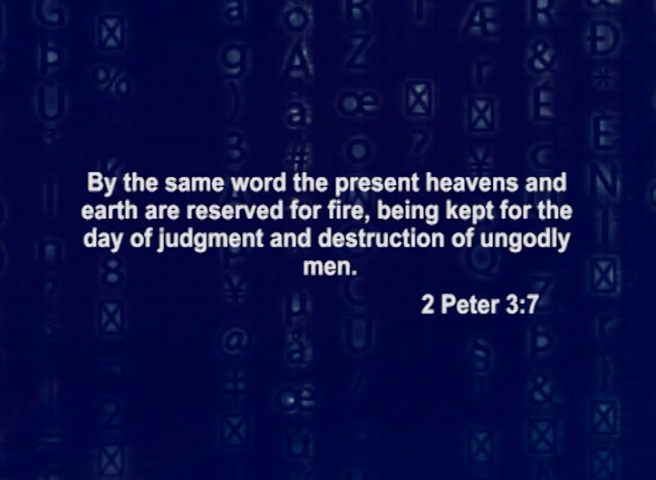 By the same word the present heavens and
earth are reserved for fire, being kept for the
day of judgment and destruction of ungodly
men.
2 Peter 3:7